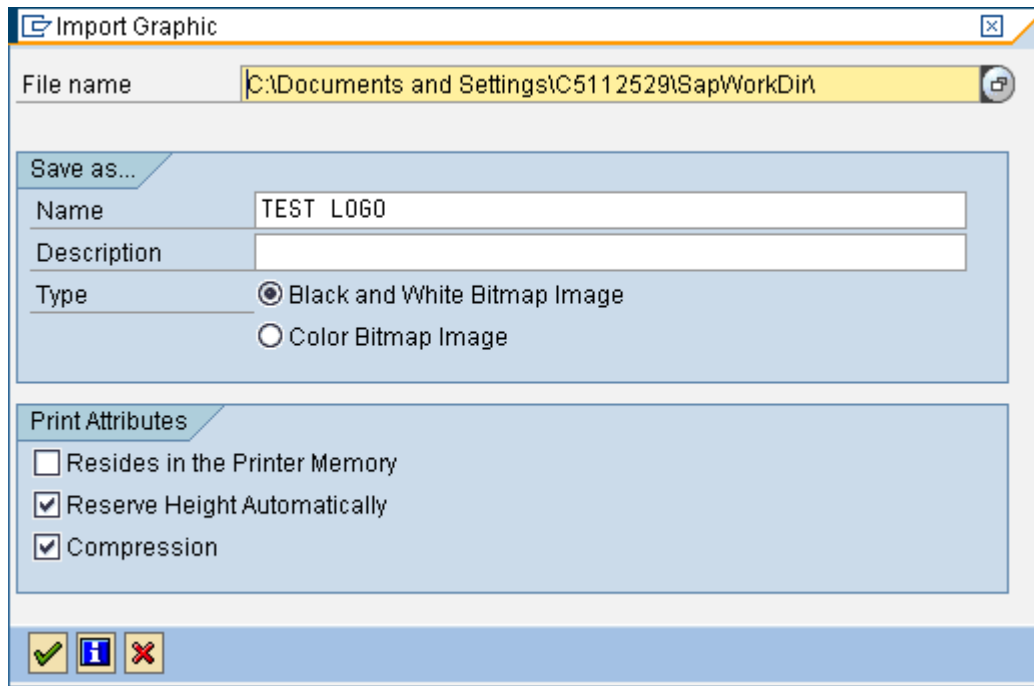 Import Graphic
File name C:\Documents and Settings\C5112529\SapWorkDir\
Save as...
Name TEST LOGO
Description
Type Black and White Bitmap Image
Color Bitmap Image
Print Attributes
Resides in the Printer Memory
Reserve Height Automatically
Compression